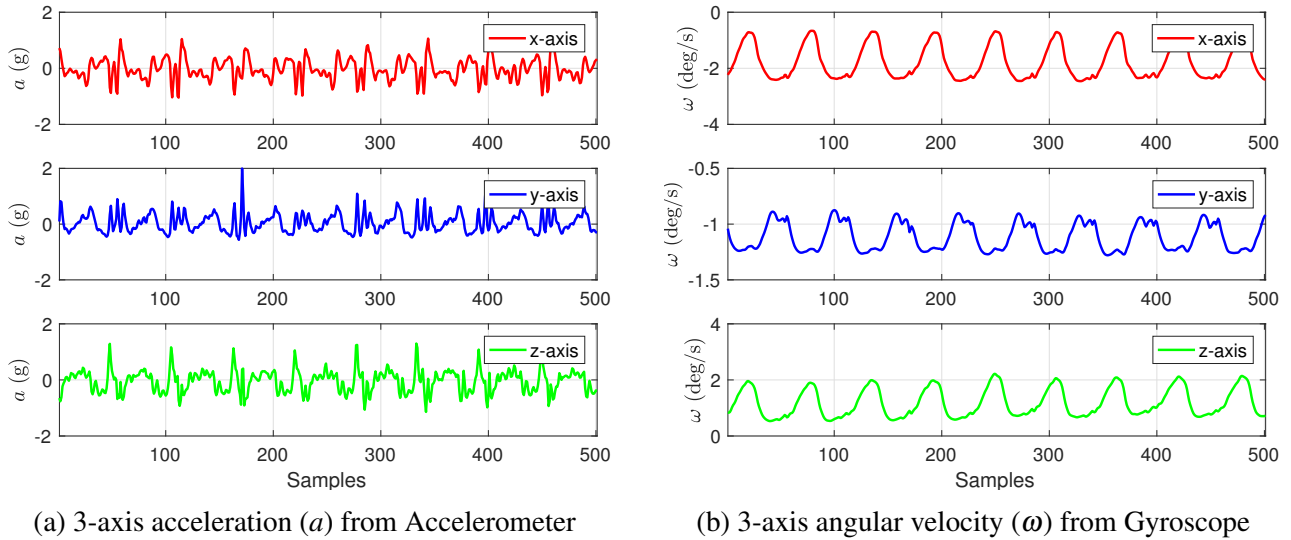 2
0
-2
a (g)
x-axis
100 200 300 400 500
2
0
-2
a (g)
y-axis
100 200 300 400 500
2
0
-2
a (g)
z-axis
0 100 200 300 400 500
Samples
(a) 3-axis acceleration (a) from Accelerometer
0
-2
-4
ω (deg/s)
x-axis
100 200 300 400 500
-0.5
-1
-1.5
ω (deg/s)
y-axis
100 200 300 400 500
4
2
0
ω (deg/s)
z-axis
100 200 300 400 500
Samples
(b) 3-axis angular velocity (ω) from Gyroscope